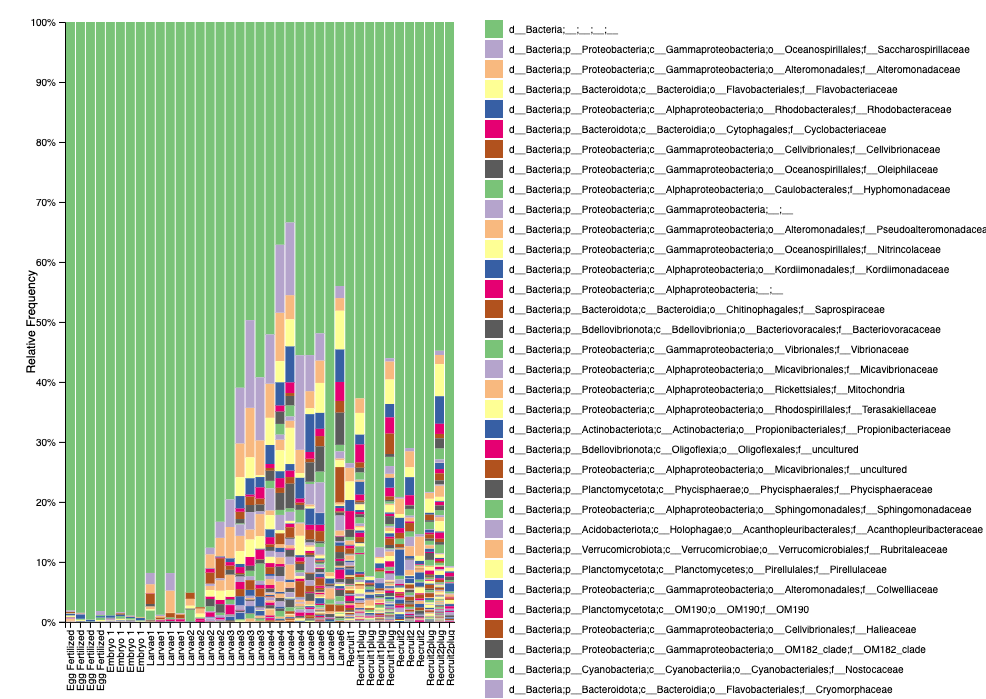 100%
90%
80%
70%
60%
50%
40%
30%
20%
10%
0%
Relative Frequency
Egg Fertilized
Egg Fertilized
Egg Fertilized
Egg Fertilized
Embryo 1
Embryo 1
Embryo 1
Embryo 1
Larvae1
Larvae1
Larvae1
Larvae1
Larvae2
Larvae2
Larvae2
Larvae2
Larvae3
Larvae3
Larvae3
Larvae3
Larvae4
Larvae4
Larvae4
Larvae4
Larvae6
Larvae6
Larvae6
Larvae6
Recruit1
Recruit1plug
Recruit1plug
Recruit1plug
Recruit1plug
Recruit2
Recruit2
Recruit2
Recruit2plug
Recruit2plug
Recruit2plug
d__Bacteria;__;__;__;__
d__Bacteria;p__Proteobacteria;c__Gammaproteobacteria;o__Oceanospirillales;f__Saccharospirillaceae
d__Bacteria;p__Proteobacteria;c__Gammaproteobacteria;o__Alteromonadales;f__Alteromonadaceae
d__Bacteria;p__Bacteroidota;c__Bacteroidia;o__Flavobacteriales;f__Flavobacteriaceae
d__Bacteria;p__Proteobacteria;c__Alphaproteobacteria;o__Rhodobacterales;f__Rhodobacteraceae
d__Bacteria;p__Bacteroidota;c__Bacteroidia;o__Cytophagales;f__Cyclobacteriaceae
d__Bacteria;p__Proteobacteria;c__Gammaproteobacteria;o__Cellvibrionales;f__Cellvibrionaceae
d__Bacteria;p__Proteobacteria;c__Gammaproteobacteria;o__Oceanospirillales;f__Oleiphilaceae
d__Bacteria;p__Proteobacteria;c__Alphaproteobacteria;o__Caulobacterales;f__Hyphomonadaceae
d__Bacteria;p__Proteobacteria;c__Gammaproteobacteria;__;__
d__Bacteria;p__Proteobacteria;c__Gammaproteobacteria;o__Alteromonadales;f__Pseudoalteromonadacea
d__Bacteria;p__Proteobacteria;c__Gammaproteobacteria;o__Oceanospirillales;f__Nitrincolaceae
d__Bacteria;p__Proteobacteria;c__Alphaproteobacteria;o__Kordiimonadales;f__Kordiimonadaceae
d__Bacteria;p__Proteobacteria;c__Alphaproteobacteria;__;__
d__Bacteria;p__Bacteroidota;c__Bacteroidia;o__Chitinophagales;f__Saprospiraceae
d__Bacteria;p__Bdellovibrionota;c__Bdellovibrionia;o__Bacteriovoracales;f__Bacteriovoracaceae
d__Bacteria;p__Proteobacteria;c__Gammaproteobacteria;o__Vibrionales;f__Vibrionaceae
d__Bacteria;p__Proteobacteria;c__Alphaproteobacteria;o__Micavibrionales;f__Micavibrionaceae
d__Bacteria;p__Proteobacteria;c__Alphaproteobacteria;o__Rickettsiales;f__Mitochondria
d__Bacteria;p__Proteobacteria;c__Alphaproteobacteria;o__Rhodospirillales;f__Terasakiellaceae
d__Bacteria;p__Actinobacteriota;c__Actinobacteria;o__Propionibacteriales;f__Propionibacteriaceae
d__Bacteria;p__Bdellovibrionota;c__Oligoflexia;o__Oligoflexales;f__uncultured
d__Bacteria;p__Proteobacteria;c__Alphaproteobacteria;o__Micavibrionales;f__uncultured
d__Bacteria;p__Planctomycetota;c__Phycisphaerae;o__Phycisphaerales;f__Phycisphaeraceae
d__Bacteria;p__Proteobacteria;c__Alphaproteobacteria;o__Sphingomonadales;f__Sphingomonadaceae
d__Bacteria;p__Acidobacteriota;c__Holophagae;o__Acanthopleuribacterales;f__Acanthopleuribacteraceae
d__Bacteria;p__Verrucomicrobiota;c__Verrucomicrobiae;o__Verrucomicrobiales;f__Rubritaleaceae
d__Bacteria;p__Planctomycetota;c__Planctomycetes;o__Pirellulales;f__Pirellulaceae
d__Bacteria;p__Proteobacteria;c__Gammaproteobacteria;o__Alteromonadales;f__Colwelliaceae
d__Bacteria;p__Planctomycetota;c__OM190;o__OM190;f__OM190
d__Bacteria;p__Proteobacteria;c__Gammaproteobacteria;o__Cellvibrionales;f__Halieaceae
d__Bacteria;p__Proteobacteria;c__Gammaproteobacteria;o__OM182_clade;f__OM182_clade
d__Bacteria;p__Cyanobacteria;c__Cyanobacteriia;o__Cyanobacteriales;f__Nostocaceae
d__Bacteria;p__Bacteroidota;c__Bacteroidia;o__Flavobacteriales;f__Cryomorphaceae